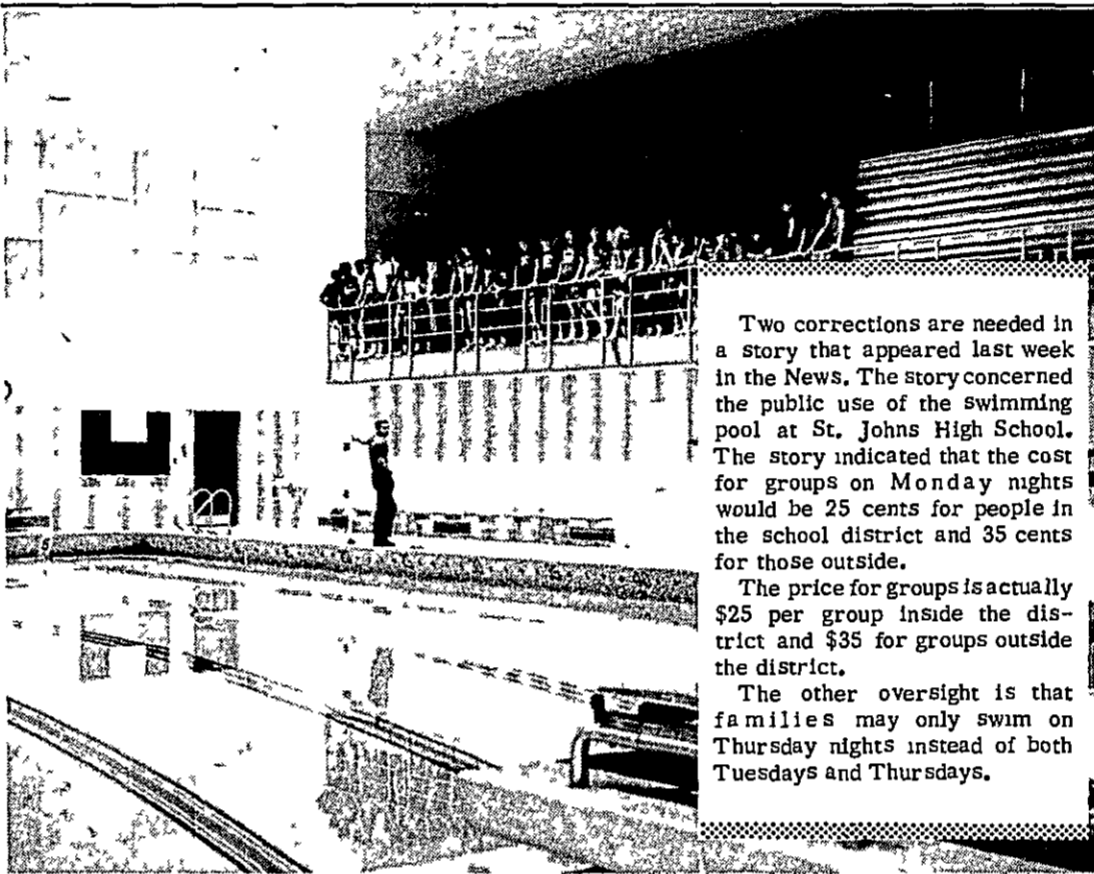 Two corrections are needed in
a story that appeared last week
in the News. The story concerned
the public use of the swimming
pool at St. Johns High School.
The story indicated that the cost
for groups on Monday nights
would be 25 cents for people in
the school district and 35 cents
for those outside.
The price for groups is actually
$25 per group inside the dis-
trict and $35 for groups outside
the district.
The other oversight is that
families may only swim on
Thursday nights instead of both
Tuesdays and Thursdays.